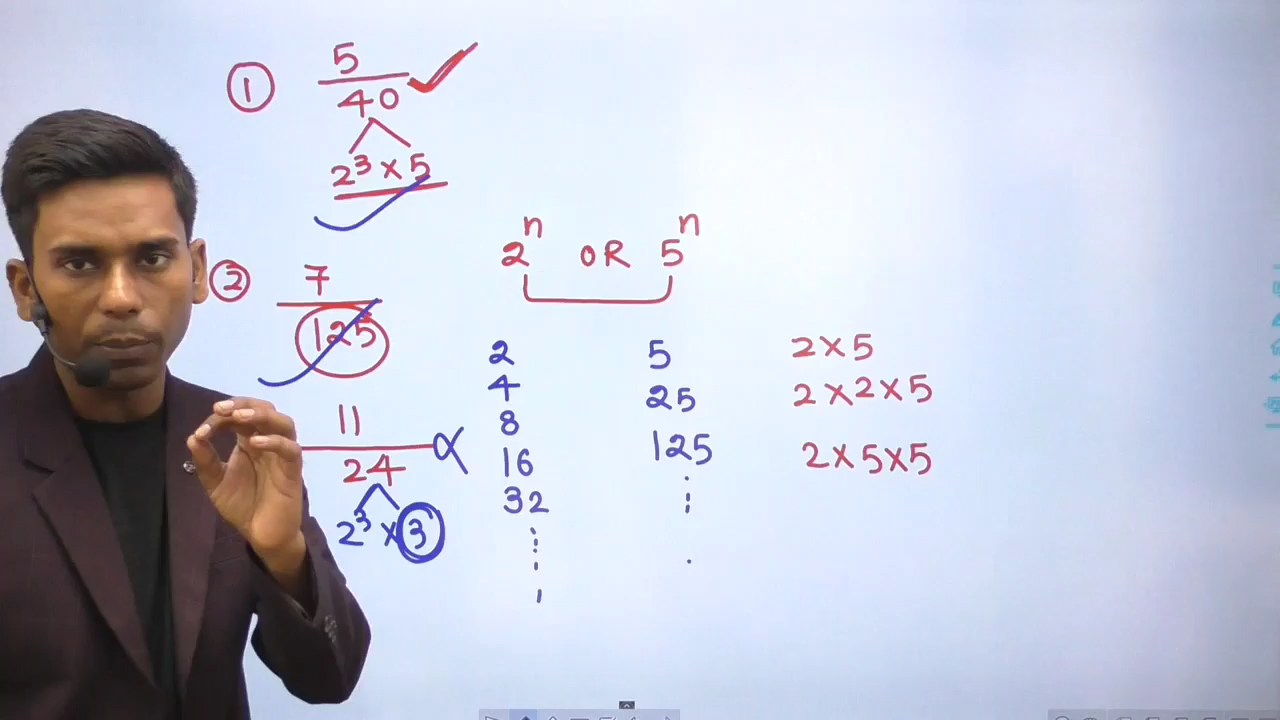 ① 5/40 ✓
2³ × 5
② 7/125
11/24 ×
2³ × 3
2ⁿ OR 5ⁿ
2 5 2×5
4 25 2×2×5
8
16 125 2×5×5
32